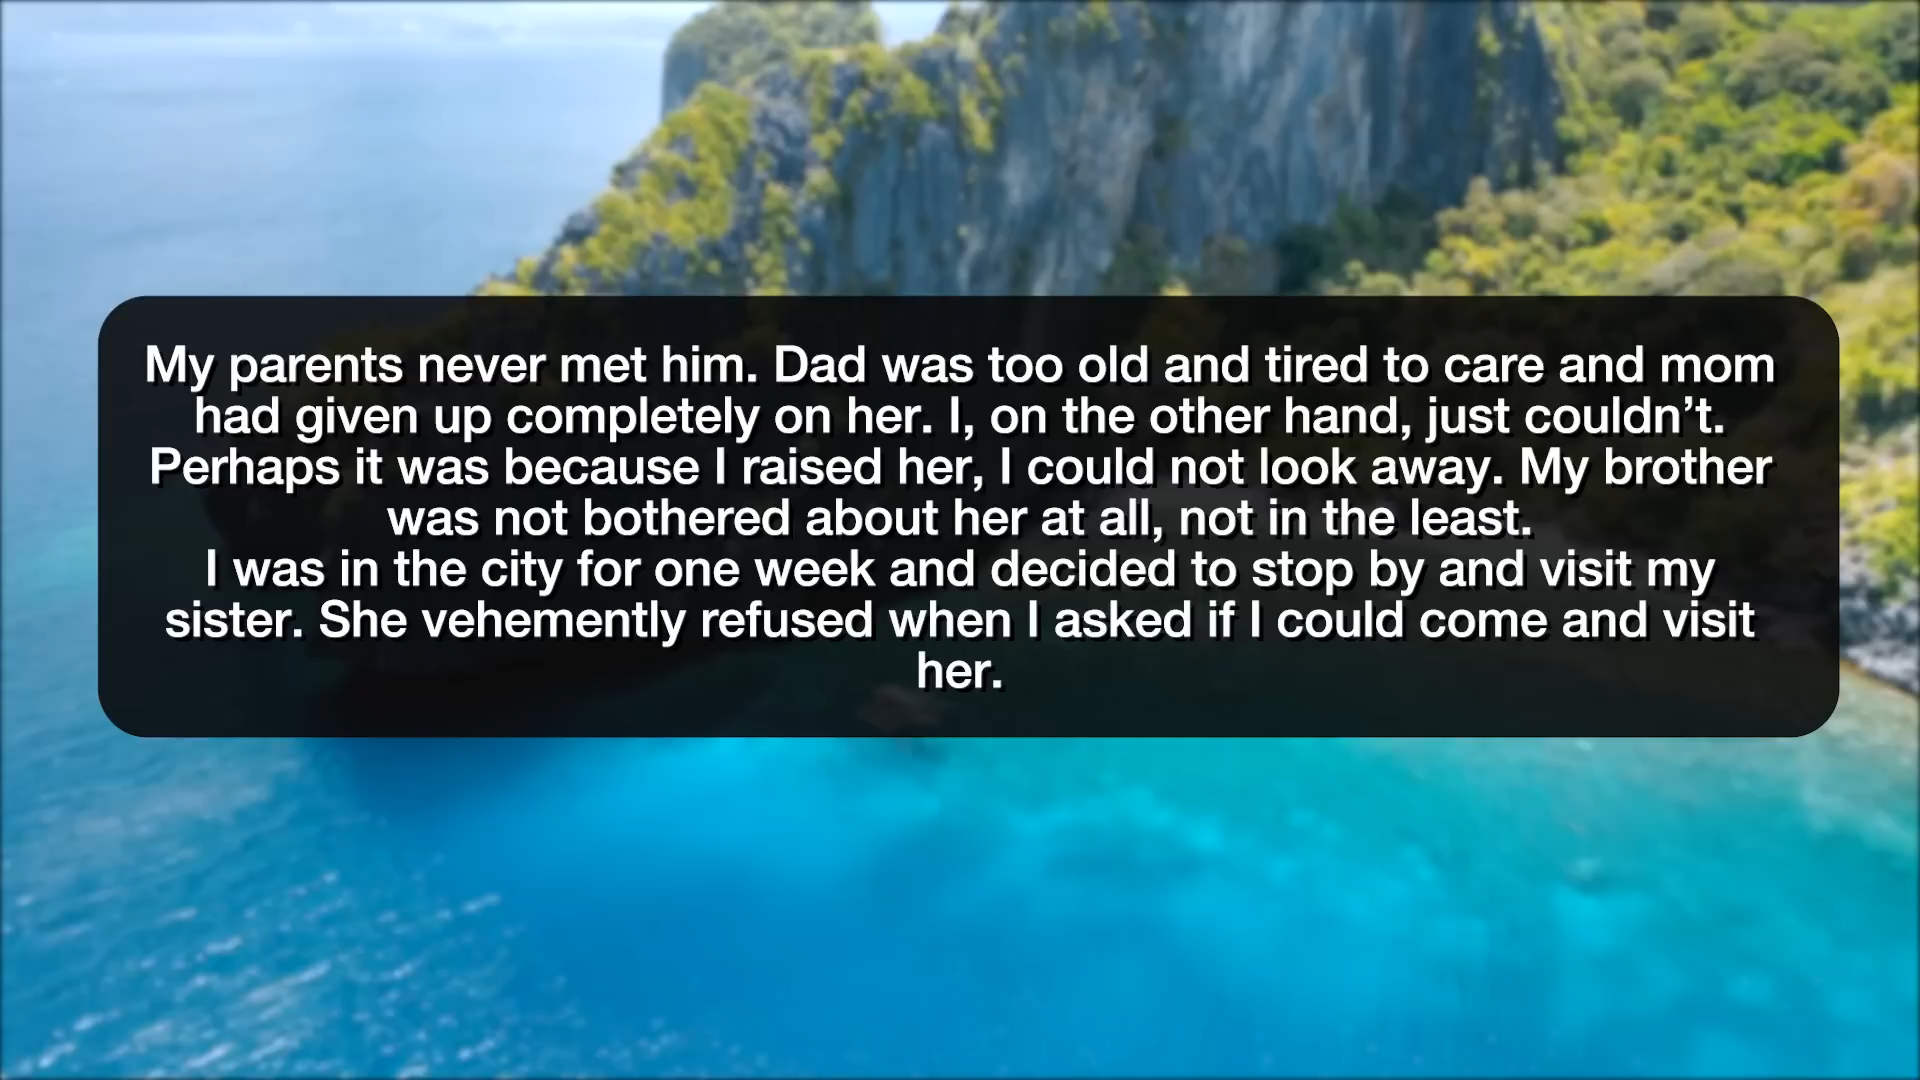 My parents never met him. Dad was too old and tired to care and mom
had given up completely on her. I, on the other hand, just couldn’t.
Perhaps it was because I raised her, I could not look away. My brother
was not bothered about her at all, not in the least.
I was in the city for one week and decided to stop by and visit my
sister. She vehemently refused when I asked if I could come and visit
her.